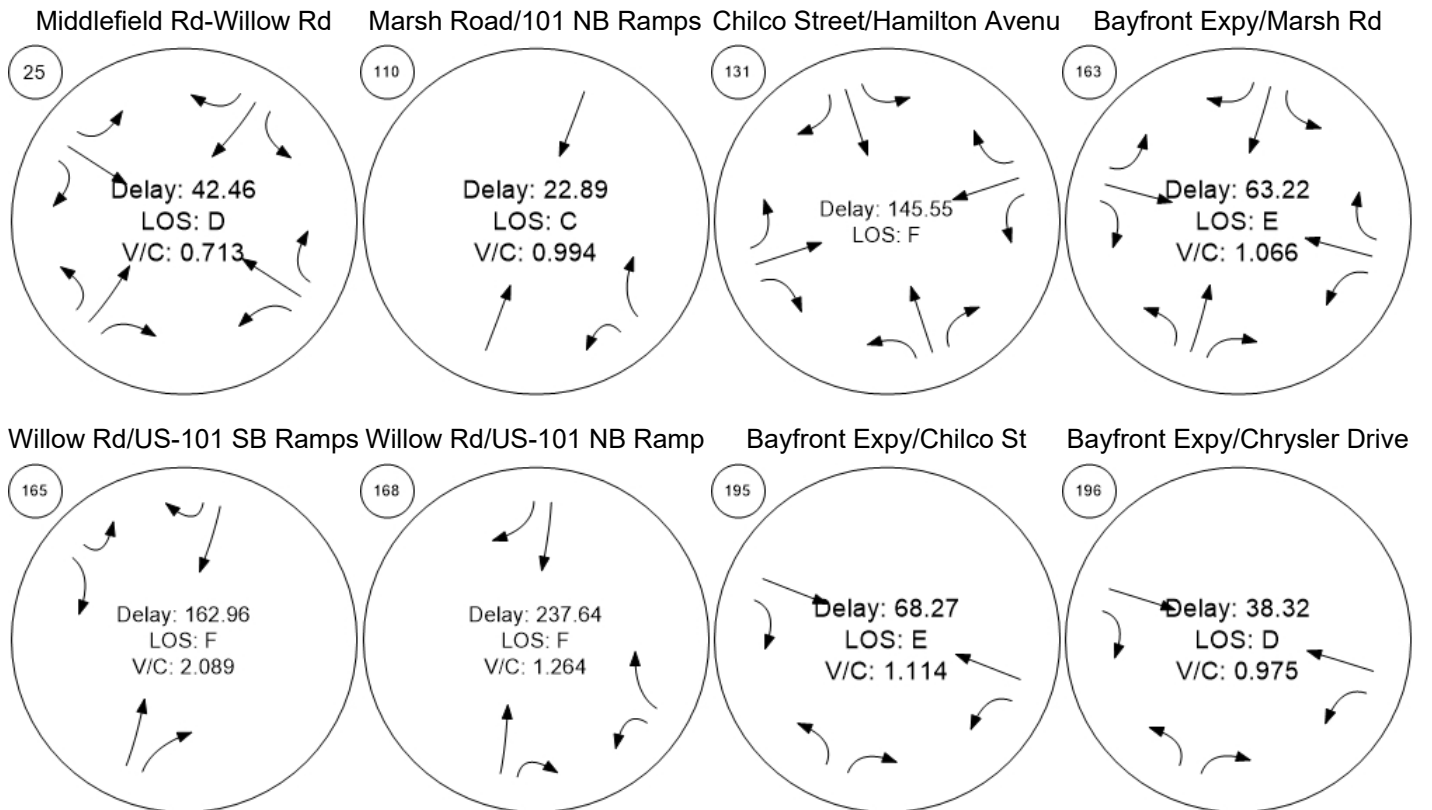 Middlefield Rd-Willow Rd
25
Delay: 42.46
LOS: D
V/C: 0.713
Marsh Road/101 NB Ramps
110
Delay: 22.89
LOS: C
V/C: 0.994
Chilco Street/Hamilton Avenu
131
Delay: 145.55
LOS: F
Bayfront Expy/Marsh Rd
163
Delay: 63.22
LOS: E
V/C: 1.066
Willow Rd/US-101 SB Ramps
165
Delay: 162.96
LOS: F
V/C: 2.089
Willow Rd/US-101 NB Ramp
168
Delay: 237.64
LOS: F
V/C: 1.264
Bayfront Expy/Chilco St
195
Delay: 68.27
LOS: E
V/C: 1.114
Bayfront Expy/Chrysler Drive
196
Delay: 38.32
LOS: D
V/C: 0.975